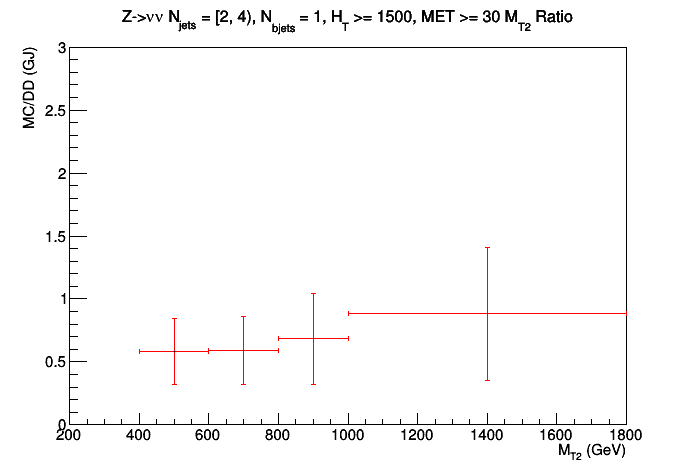 Z->νν N_jets = [2, 4), N_bjets = 1, H_T >= 1500, MET >= 30 M_T2 Ratio
MC/DD (GJ)
3
2.5
2
1.5
1
0.5
0
200 400 600 800 1000 1200 1400 1600 1800
M_T2 (GeV)